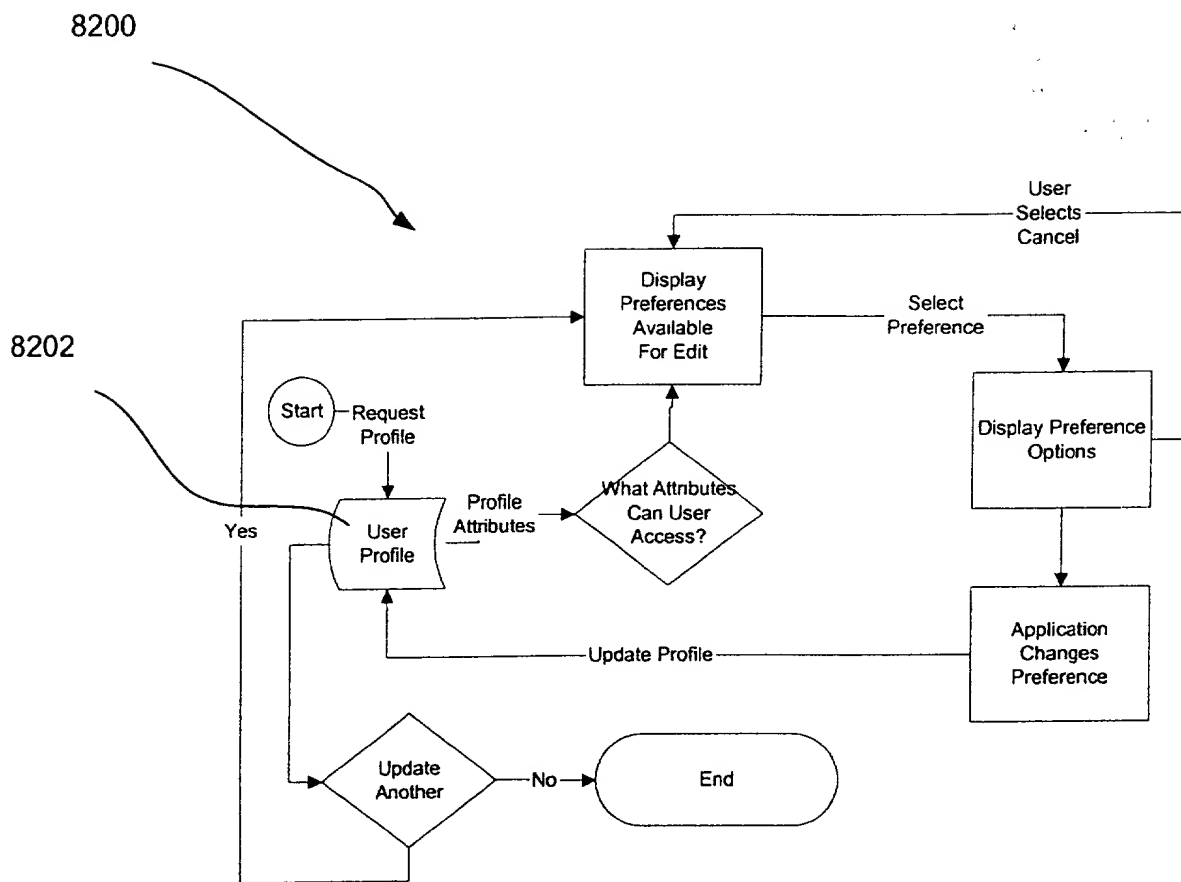 8200
User
Selects
Cancel
Display
Preferences
Available
For Edit
Select
Preference
8202
Start
Request
Profile
Display Preference
Options
What Attributes
Can User
Access?
Profile
Attributes
User
Profile
Yes
Application
Changes
Preference
Update Profile
Update
Another
No
End